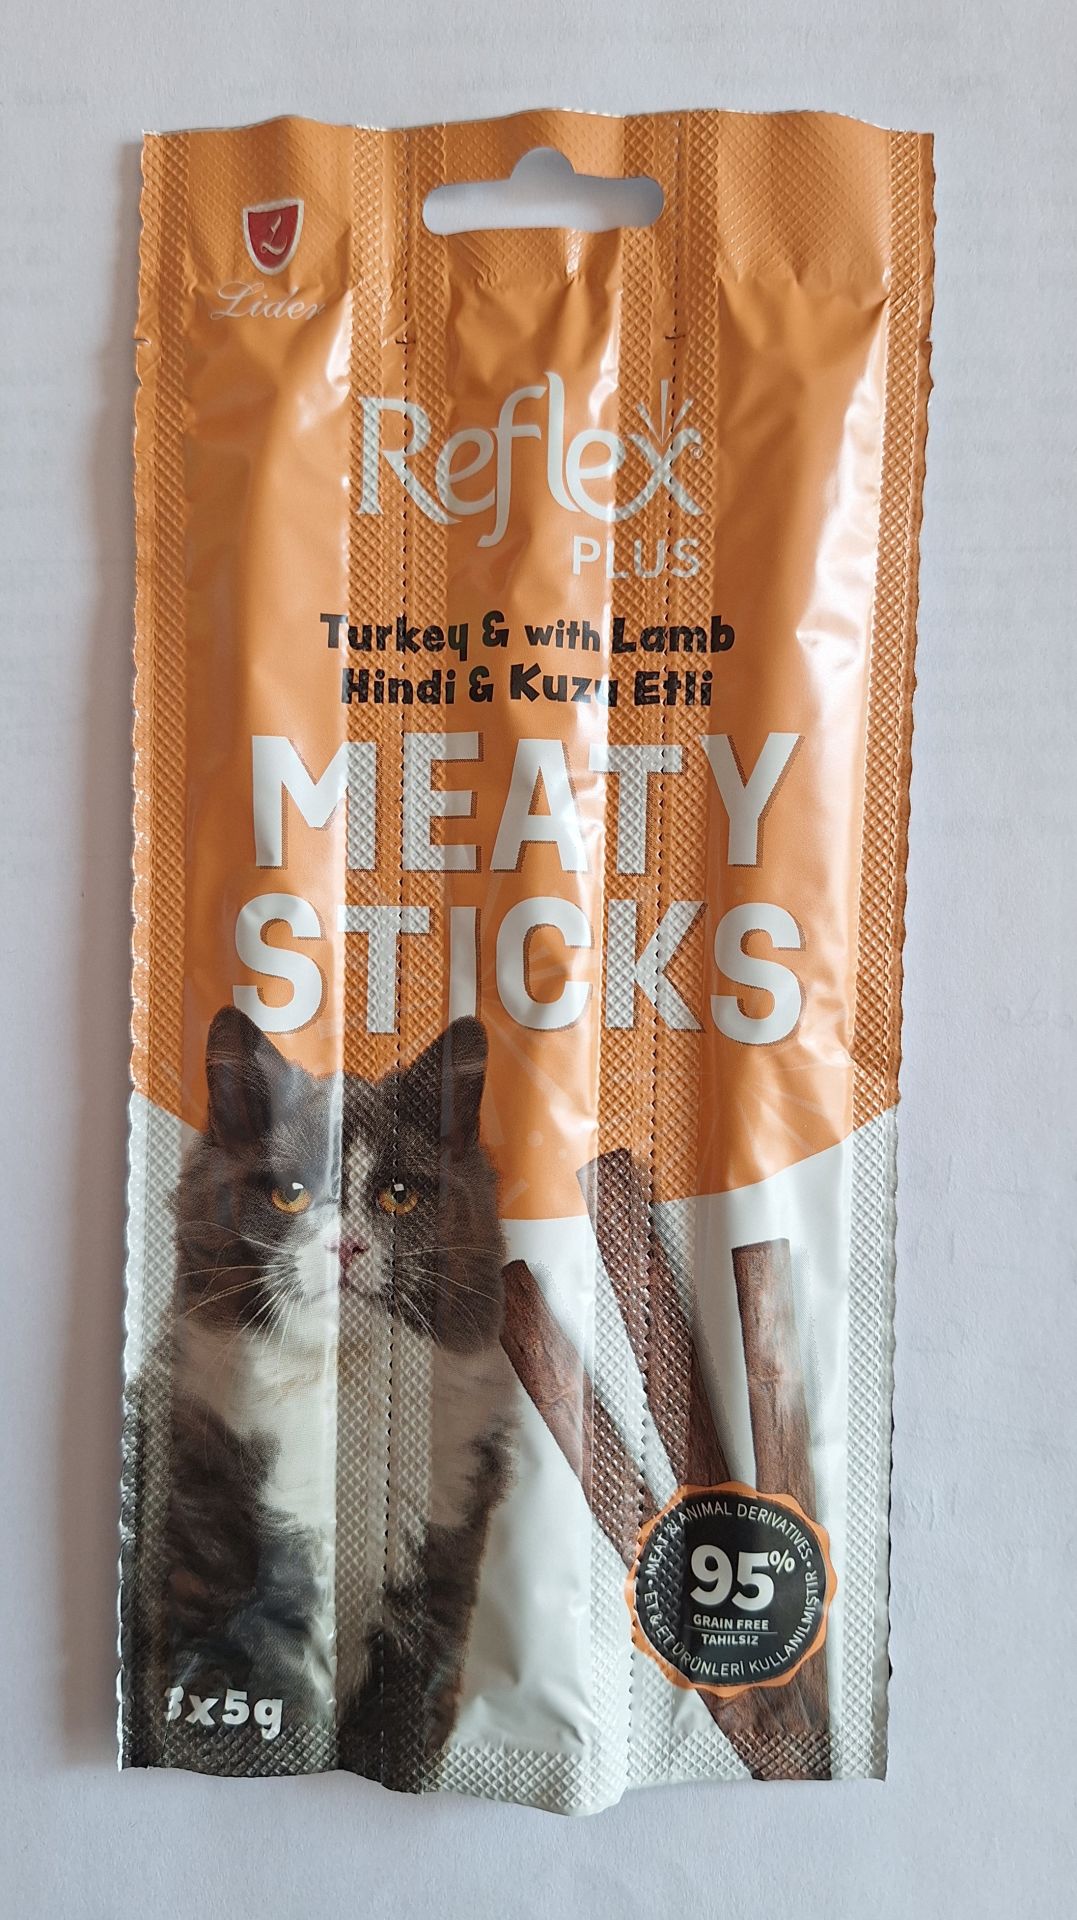 L
Lider
Reflex®
PLUS
Turkey & with Lamb
Hindi & Kuzu Etli
MEATY
STICKS
MEAT & ANIMAL DERIVATIVES •
95%
GRAIN FREE
TAHILSIZ
ET & ET ÜRÜNLERİ KULLANILMIŞTIR •
3x5g